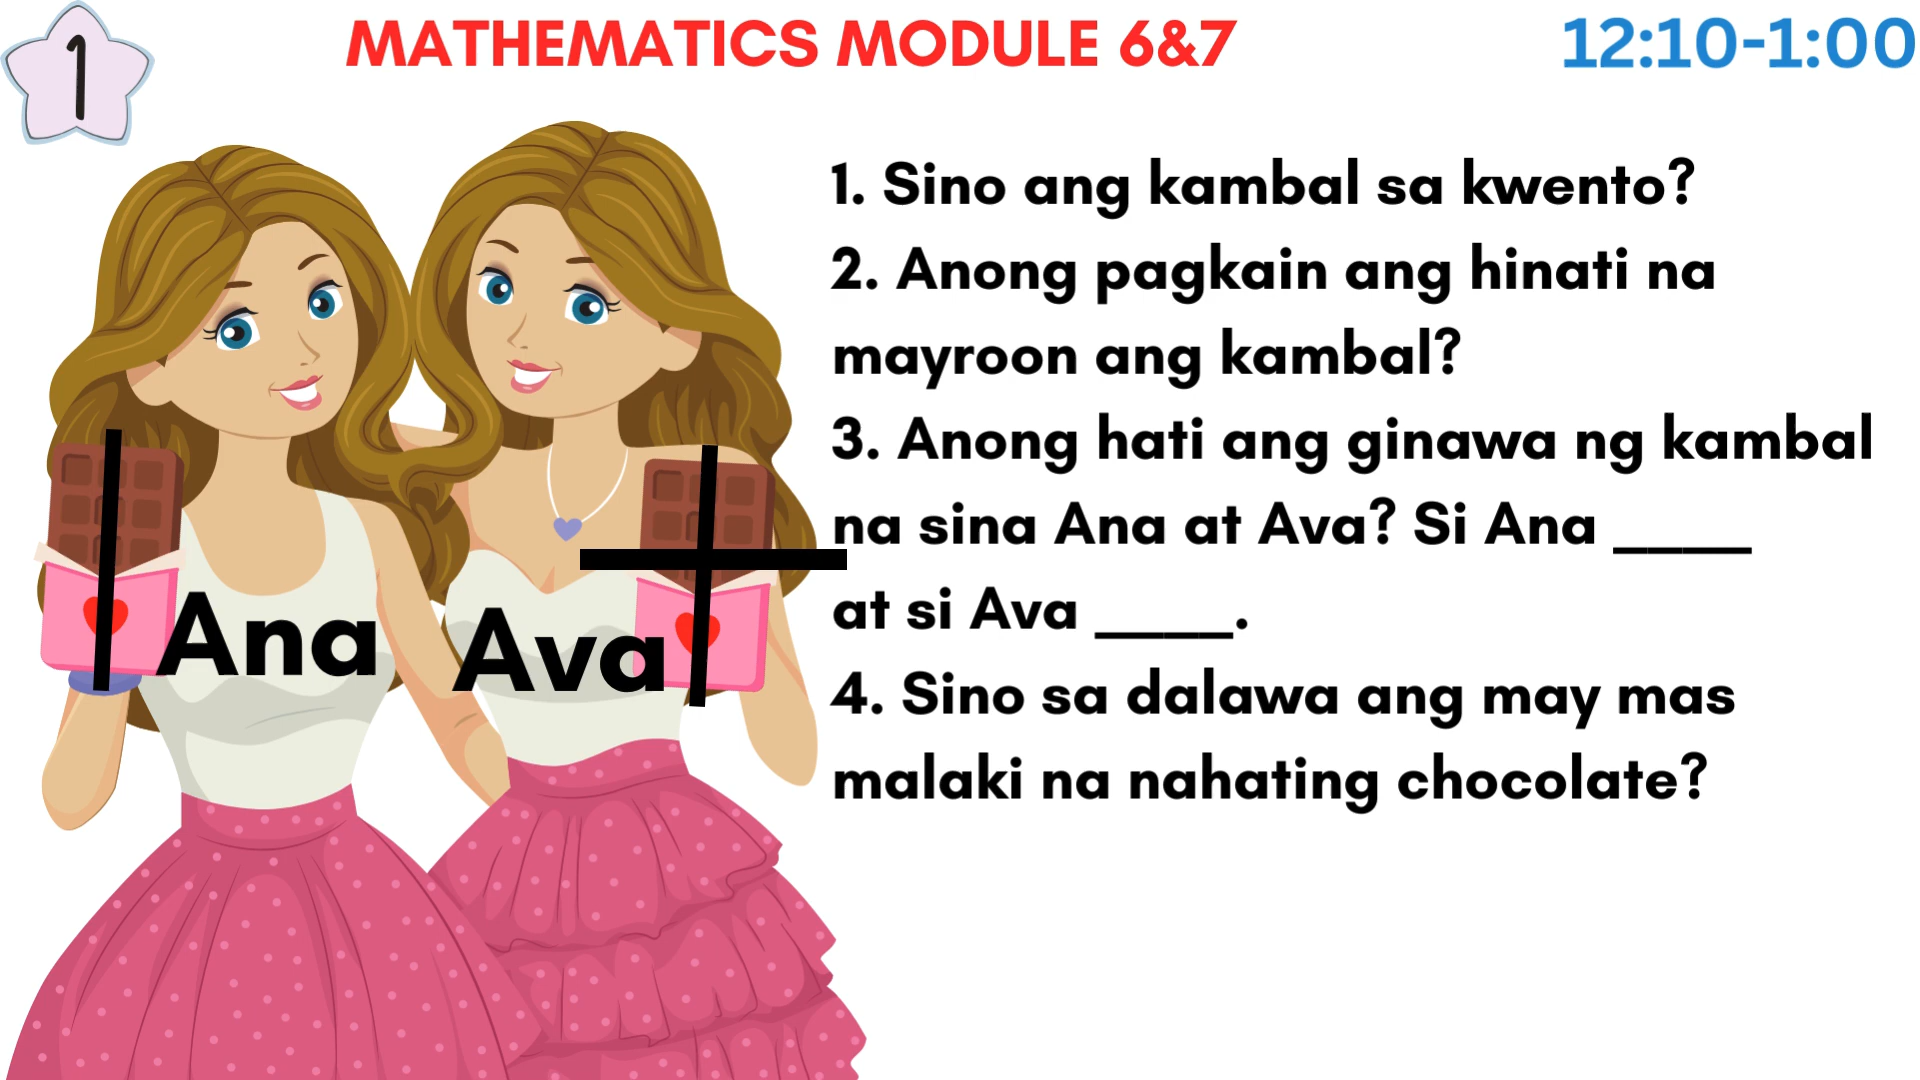 1
MATHEMATICS MODULE 6&7
12:10-1:00
1. Sino ang kambal sa kwento?
2. Anong pagkain ang hinati na
mayroon ang kambal?
3. Anong hati ang ginawa ng kambal
na sina Ana at Ava? Si Ana ____
at si Ava ____.
4. Sino sa dalawa ang may mas
malaki na nahating chocolate?
Ana
Ava